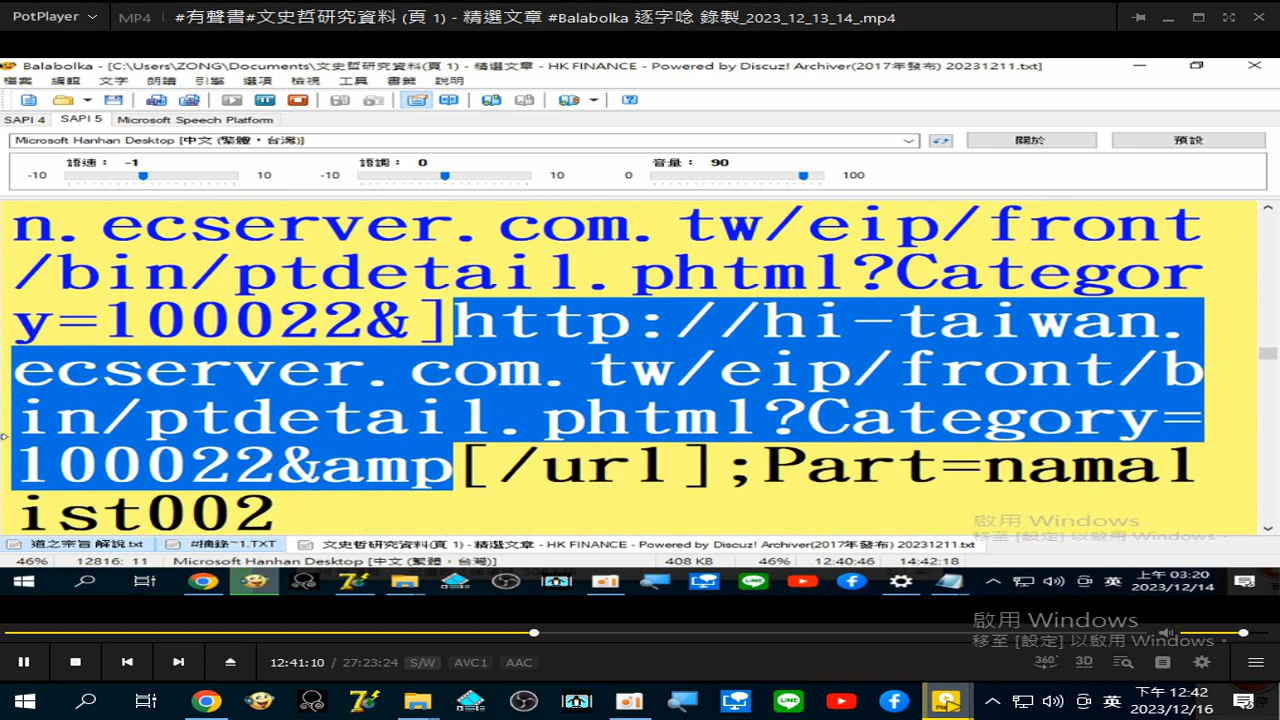 PotPlayer
MP4
#有聲書#文史哲研究資料 (頁 1) - 精選文章 #Balabolka 逐字唸 錄製_2023_12_13_14_.mp4
Balabolka - [C:\Users\ZONG\Documents\文史哲研究資料(頁 1) - 精選文章 - HK FINANCE - Powered by Discuz! Archiver(2017年發布) 20231211.txt]
檔案 編輯 文字 朗讀 引擎 選項 檢視 工具 書籤 說明
SAPI 4 SAPI 5 Microsoft Speech Platform
Microsoft Hanhan Desktop [中文 (繁體，台灣)]
關於 預設
語速： -1 語調： 0 音量： 90
-10 10 -10 10 0 100
n.ecserver.com.tw/eip/front
/bin/ptdetail.phtml?Categor
y=100022&]http://hi-taiwan.
ecserver.com.tw/eip/front/b
in/ptdetail.phtml?Category=
100022&amp[/url];Part=namal
ist002
啟用 Windows
移至 [設定] 以啟用 Windows。
道之宗旨 解說.txt #摘錄~1.TXT 文史哲研究資料(頁 1) - 精選文章 - HK FINANCE - Powered by Discuz! Archiver(2017年發布) 20231211.txt
46% 12816: 11 Microsoft Hanhan Desktop [中文 (繁體，台灣)] 408 KB 46% 12:40:46 14:42:18
英 上午 03:20
2023/12/14
啟用 Windows
移至 [設定] 以啟用 Windows。
12:41:10 / 27:23:24 S/W AVC1 AAC
360° 3D
英 下午 12:42
2023/12/16